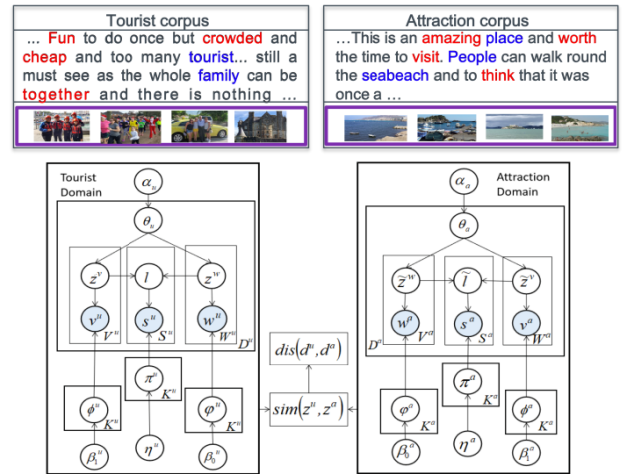 Tourist corpus
... Fun to do once but crowded and
cheap and too many tourist... still a
must see as the whole family can be
together and there is nothing ...
Attraction corpus
...This is an amazing place and worth
the time to visit. People can walk round
the seabeach and to think that it was
once a ...
Tourist
Domain
α_u
θ_u
z^v
l
z^w
v^u
V^u
s^u
S^u
w^u
W^u
D^u
π^u
K^u
ϕ^u
K^u
φ^u
K^u
β_1^u
η^u
β_0^u
dis(d^u, d^a)
sim(z^u, z^a)
Attraction
Domain
α_a
θ_a
z̃^w
l̃
z̃^v
w^a
V^a
s^a
S^a
v^a
W^a
D^a
π^a
K^a
φ^a
K^a
ϕ^a
K^a
β_0^a
η^a
β_1^a